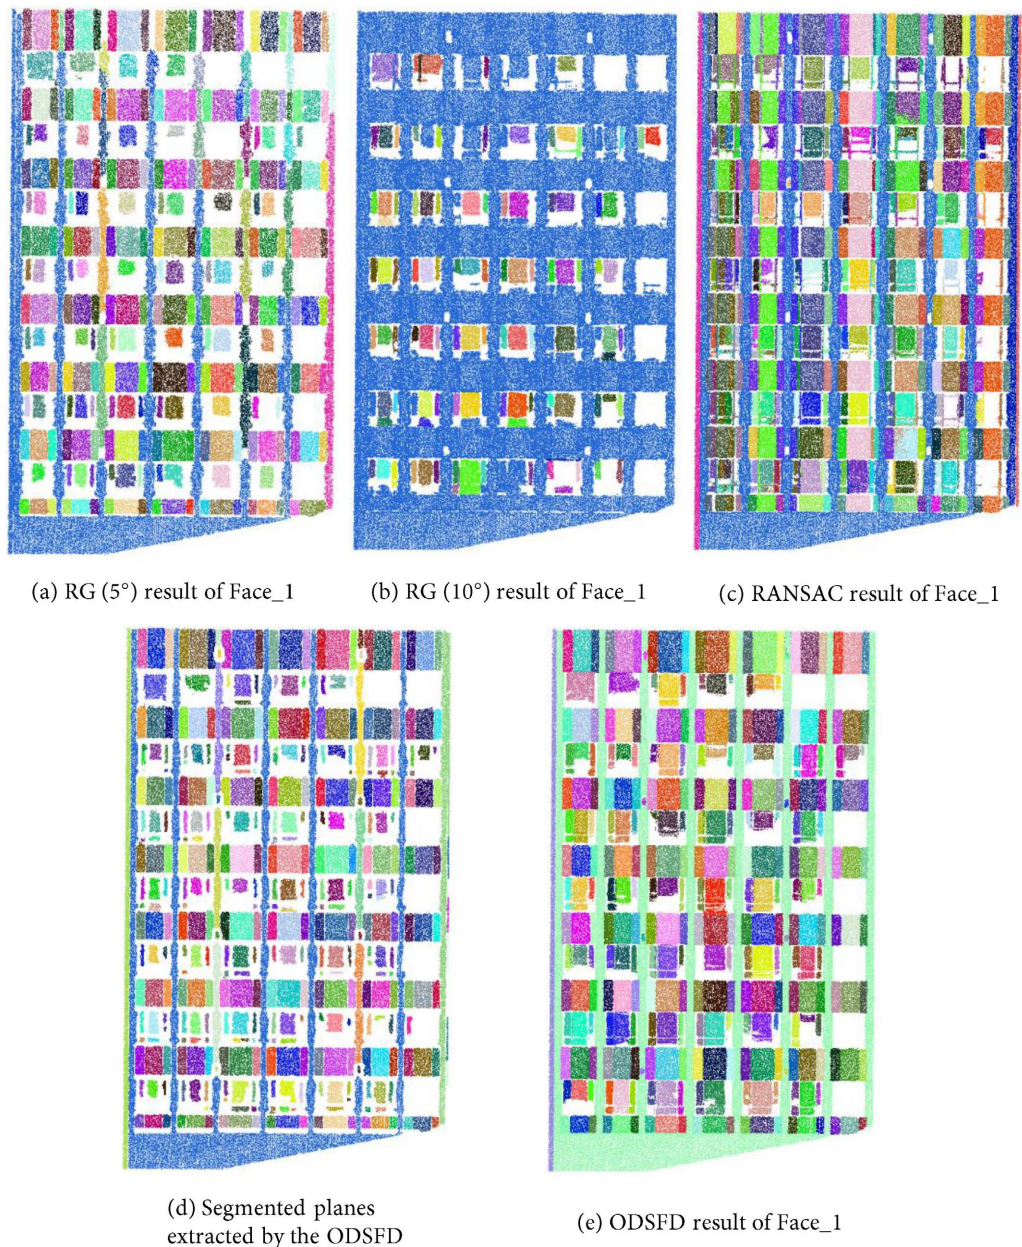 (a) RG (5°) result of Face_1
(b) RG (10°) result of Face_1
(c) RANSAC result of Face_1
(d) Segmented planes
extracted by the ODSFD
(e) ODSFD result of Face_1